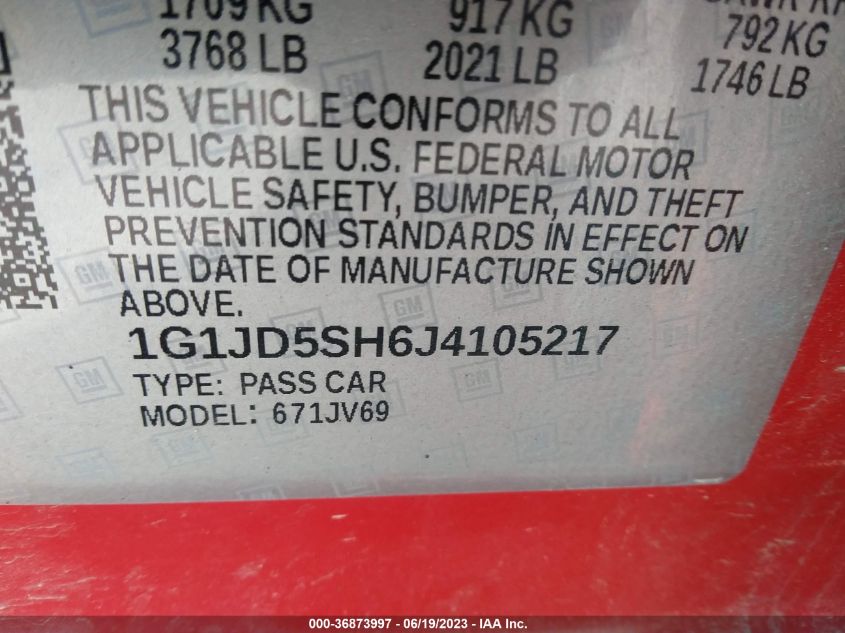 1709 KG 917 KG 792 KG
3768 LB 2021 LB 1746 LB
THIS VEHICLE CONFORMS TO ALL
APPLICABLE U.S. FEDERAL MOTOR
VEHICLE SAFETY, BUMPER, AND THEFT
PREVENTION STANDARDS IN EFFECT ON
THE DATE OF MANUFACTURE SHOWN
ABOVE.
1G1JD5SH6J4105217
TYPE: PASS CAR
MODEL: 671JV69
000-36873997 - 06/19/2023 - IAA Inc.